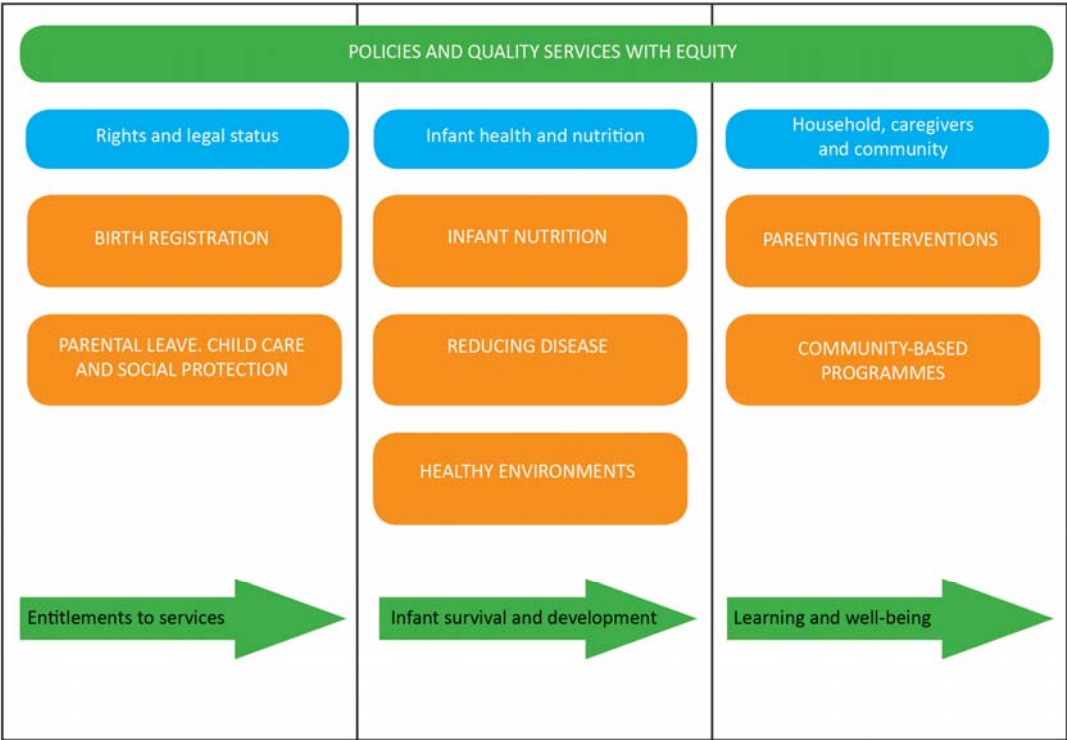 POLICIES AND QUALITY SERVICES WITH EQUITY
Rights and legal status
BIRTH REGISTRATION
PARENTAL LEAVE. CHILD CARE
AND SOCIAL PROTECTION
Entitlements to services
Infant health and nutrition
INFANT NUTRITION
REDUCING DISEASE
HEALTHY ENVIRONMENTS
Infant survival and development
Household, caregivers
and community
PARENTING INTERVENTIONS
COMMUNITY-BASED
PROGRAMMES
Learning and well-being